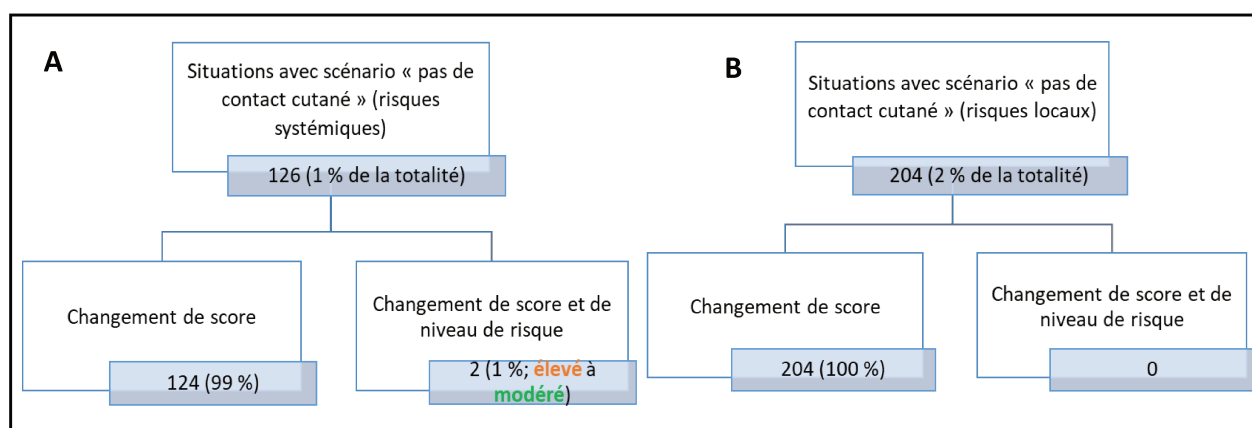 A
Situations avec scénario « pas de
contact cutané » (risques
systémiques)
126 (1 % de la totalité)
Changement de score
124 (99 %)
Changement de score et de
niveau de risque
2 (1 %; élevé à
modéré)
B
Situations avec scénario « pas de
contact cutané » (risques locaux)
204 (2 % de la totalité)
Changement de score
204 (100 %)
Changement de score et de
niveau de risque
0